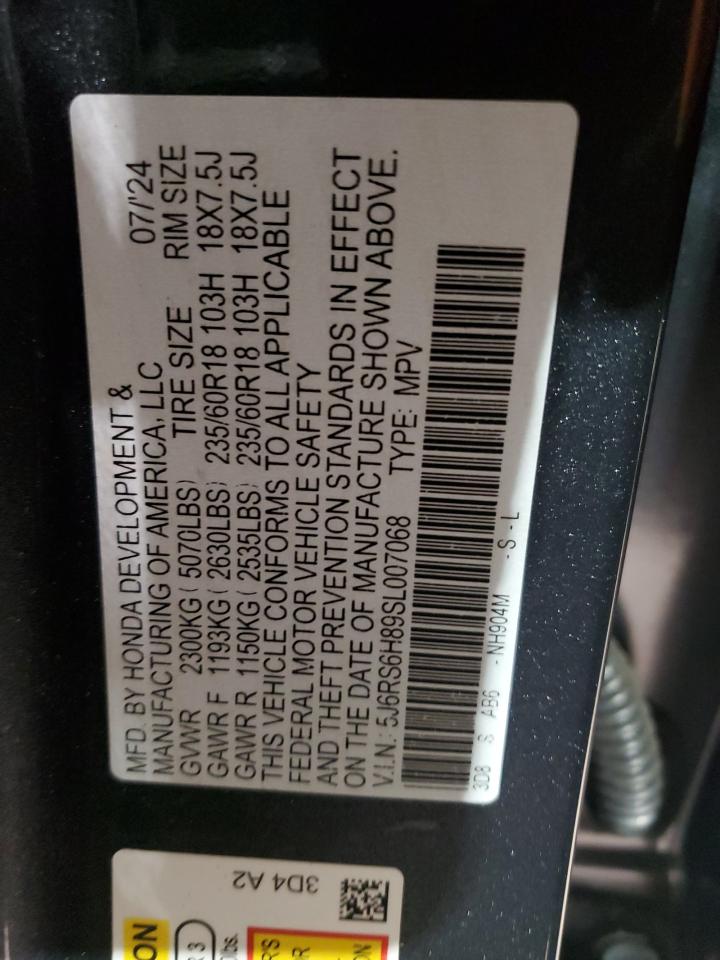 MFD. BY HONDA DEVELOPMENT &
MANUFACTURING OF AMERICA, LLC 07/'24
GVWR 2300KG ( 5070LBS) TIRE SIZE RIM SIZE
GAWR F 1193KG ( 2630LBS) 235/60R18 103H 18X7.5J
GAWR R 1150KG ( 2535LBS) 235/60R18 103H 18X7.5J
THIS VEHICLE CONFORMS TO ALL APPLICABLE
FEDERAL MOTOR VEHICLE SAFETY
AND THEFT PREVENTION STANDARDS IN EFFECT
ON THE DATE OF MANUFACTURE SHOWN ABOVE.
V.I.N.: 5J6RS6H89SL007068 TYPE: MPV
3D8 S AB6 -NH904M -S-L
3D4 A2
ON
R 3
lbs.